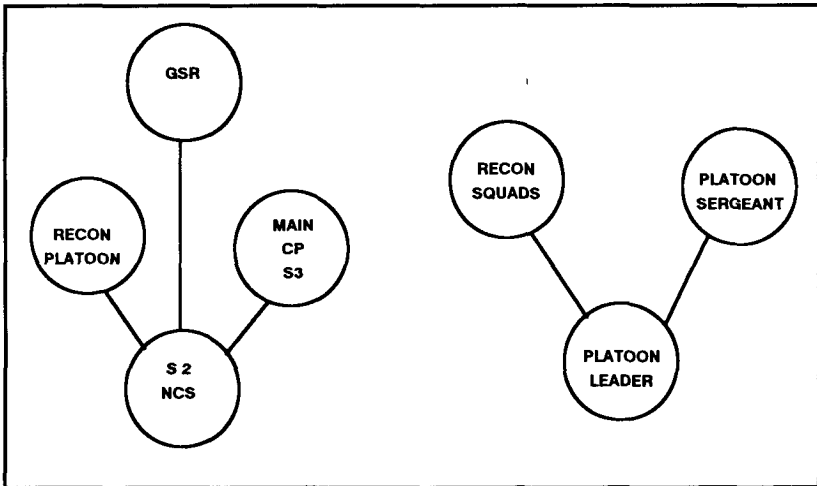 GSR
RECON
PLATOON
MAIN
CP
S3
S 2
NCS
RECON
SQUADS
PLATOON
SERGEANT
PLATOON
LEADER